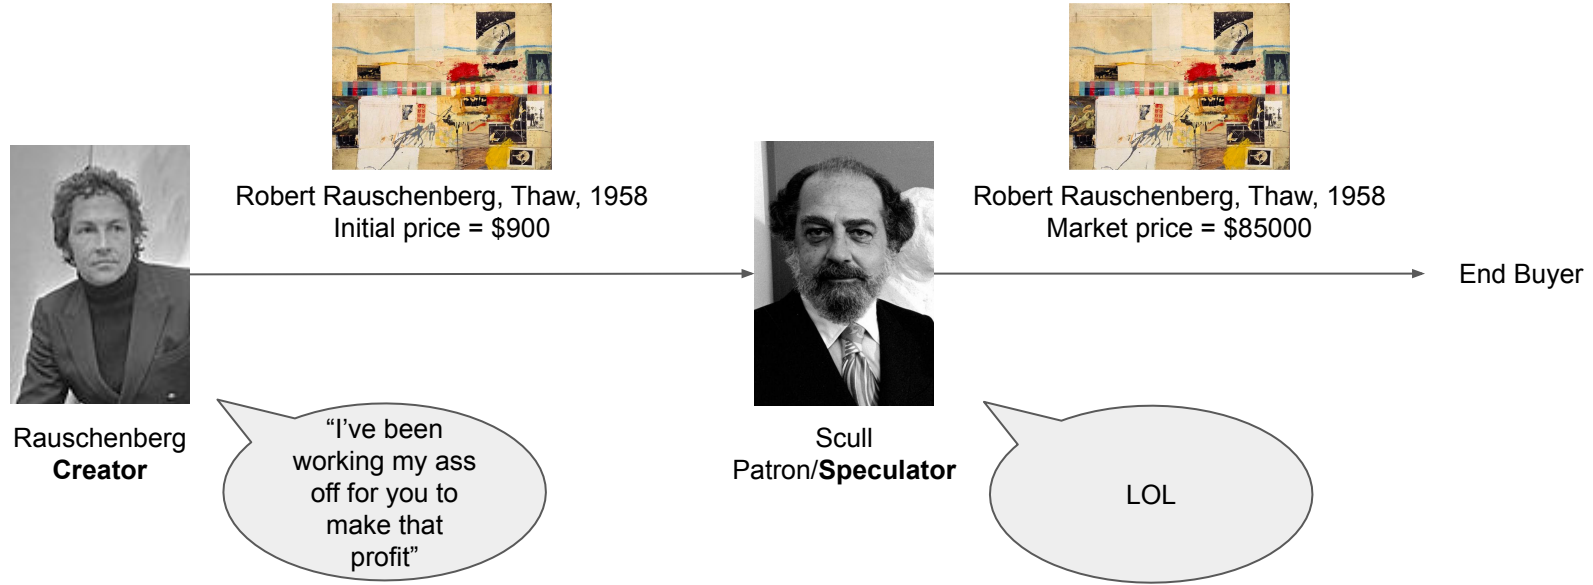 Robert Rauschenberg, Thaw, 1958
Initial price = $900
Robert Rauschenberg, Thaw, 1958
Market price = $85000
End Buyer
Rauschenberg
Creator
“I’ve been
working my ass
off for you to
make that
profit”
Scull
Patron/Speculator
LOL